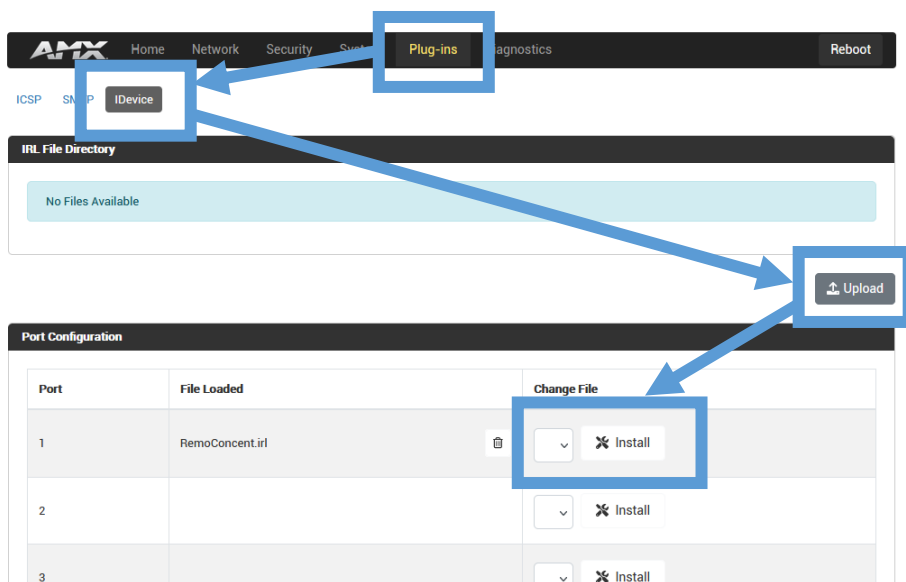 AMX Home Network Security Plug-ins Reboot
ICSP IDevice
IRL File Directory
No Files Available
Upload
Port Configuration
Port File Loaded Change File
1 RemoConcent.irl Install
2 Install
3 Install